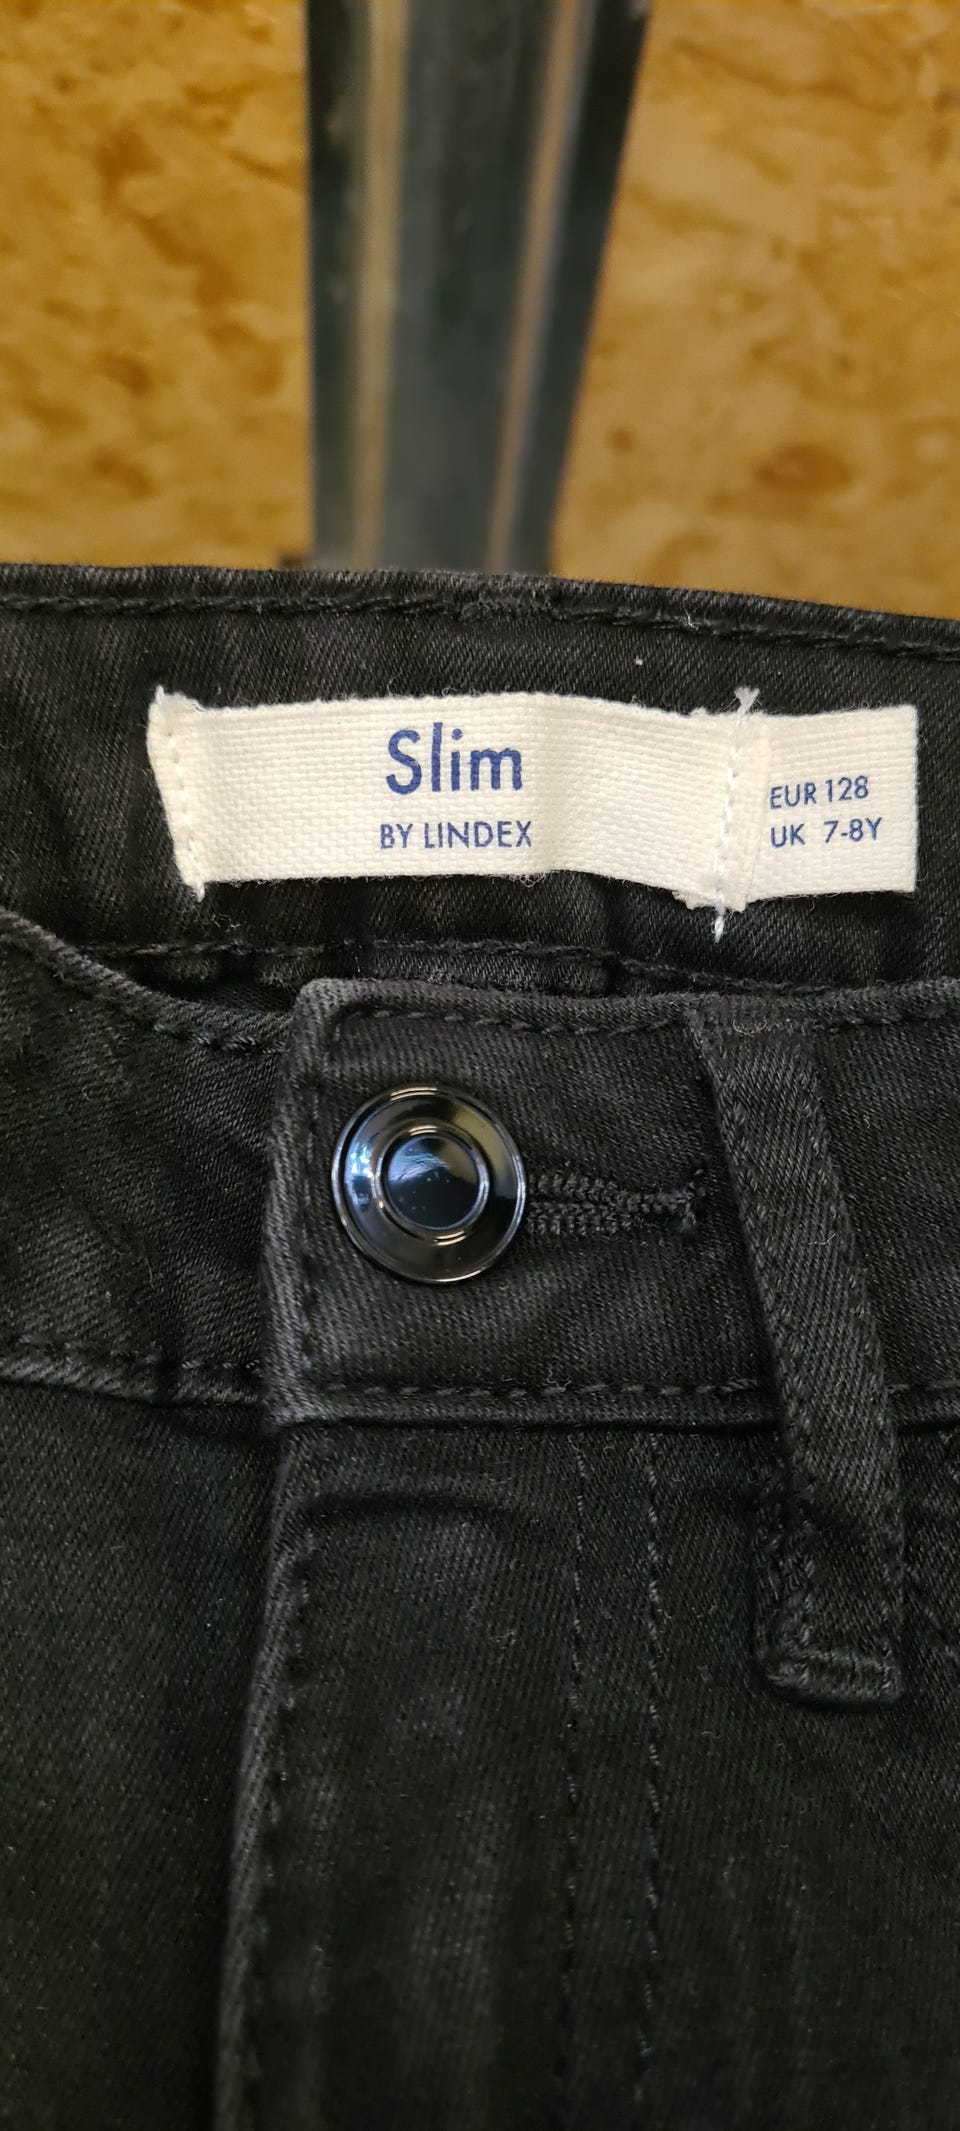 Slim
BY LINDEX
EUR 128
UK 7-8Y